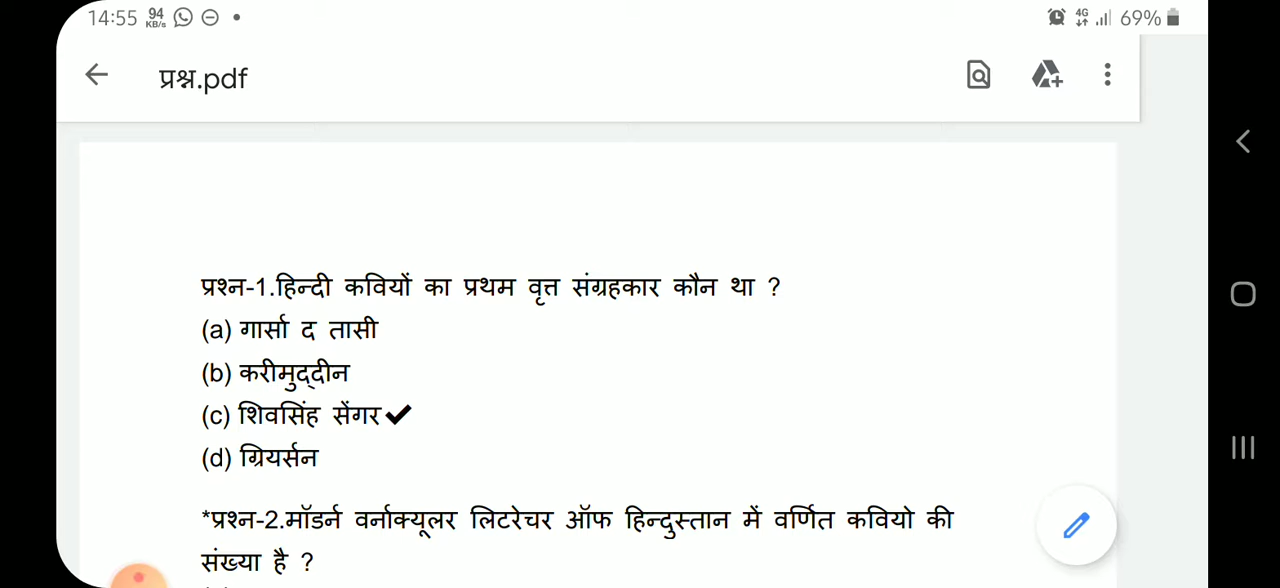 14:55 94 KB/s 4G 69%
प्रश्न.pdf
प्रश्न-1.हिन्दी कवियों का प्रथम वृत्त संग्रहकार कौन था ?
(a) गार्सा द तासी
(b) करीमुद्दीन
(c) शिवसिंह सेंगर✔
(d) ग्रियर्सन
*प्रश्न-2.मॉडर्न वर्नाक्यूलर लिटरेचर ऑफ हिन्दुस्तान में वर्णित कवियो की
संख्या है ?